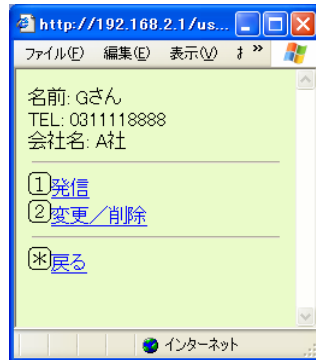 http://192.168.2.1/us...
ファイル(F) 編集(E) 表示(V) »
名前: Gさん
TEL: 0311118888
会社名: A社
1発信
2変更／削除
*戻る
インターネット